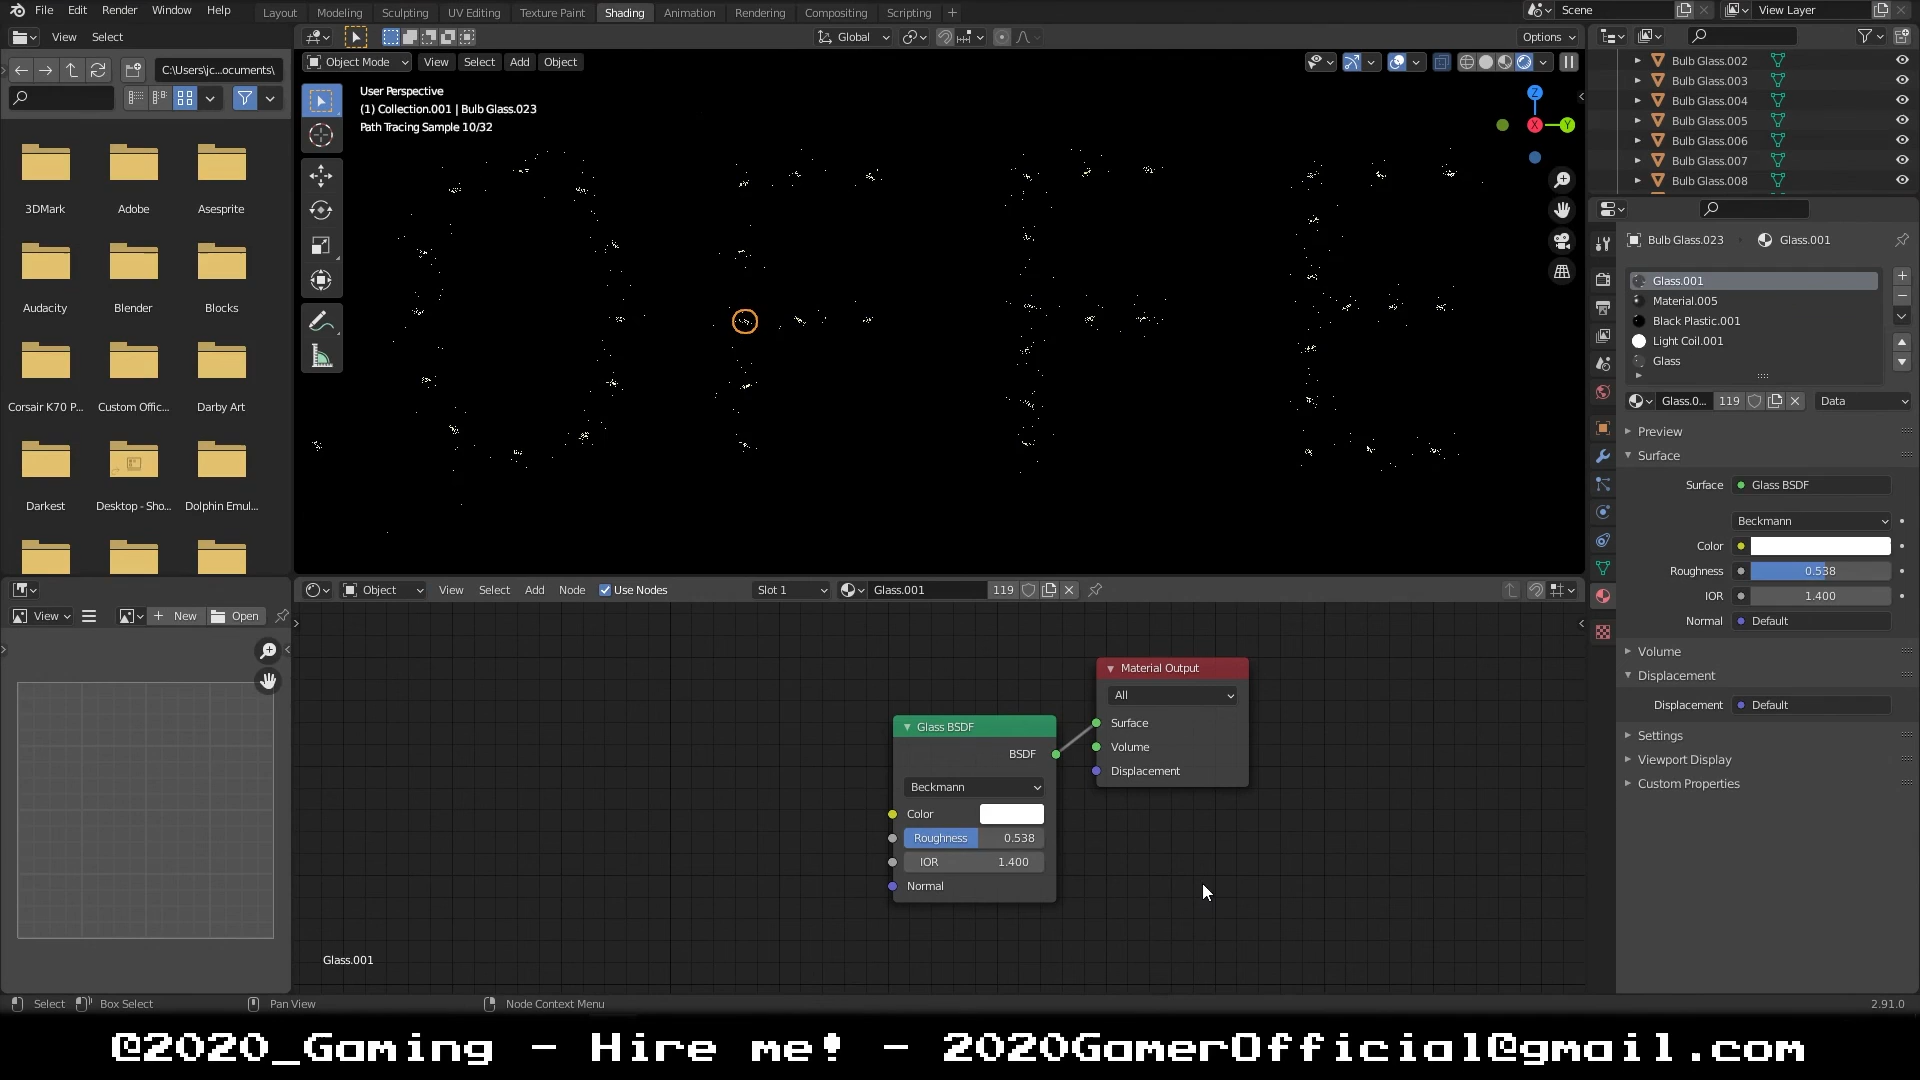 File Edit Render Window Help Layout Modeling Sculpting UV Editing Texture Paint Shading Animation Rendering Compositing Scripting Scene View Layer
View Select Options
C:\Users\jc...ocuments\
Object Mode View Select Add Object Global
User Perspective
(1) Collection.001 | Bulb Glass.023
Path Tracing Sample 10/32
Z
X
Y
3DMark Adobe Asesprite
Audacity Blender Blocks
Corsair K70 P... Custom Offic... Darby Art
Darkest Desktop - Sho... Dolphin Emul...
Bulb Glass.002
Bulb Glass.003
Bulb Glass.004
Bulb Glass.005
Bulb Glass.006
Bulb Glass.007
Bulb Glass.008
Bulb Glass.023 Glass.001
Glass.001
Material.005
Black Plastic.001
Light Coil.001
Glass
Glass.0... 119 Data
Preview
Surface
Surface Glass BSDF
Beckmann
Color
Roughness 0.538
IOR 1.400
Normal Default
Volume
Displacement
Displacement Default
Settings
Viewport Display
Custom Properties
Object View Select Add Node Use Nodes Slot 1 Glass.001 119
View New Open
Material Output
All
Surface
Volume
Displacement
Glass BSDF
BSDF
Beckmann
Color
Roughness 0.538
IOR 1.400
Normal
Glass.001
Select Box Select Pan View Node Context Menu 2.91.0
@2020_Gaming - Hire me! - 2020GamerOfficial@gmail.com